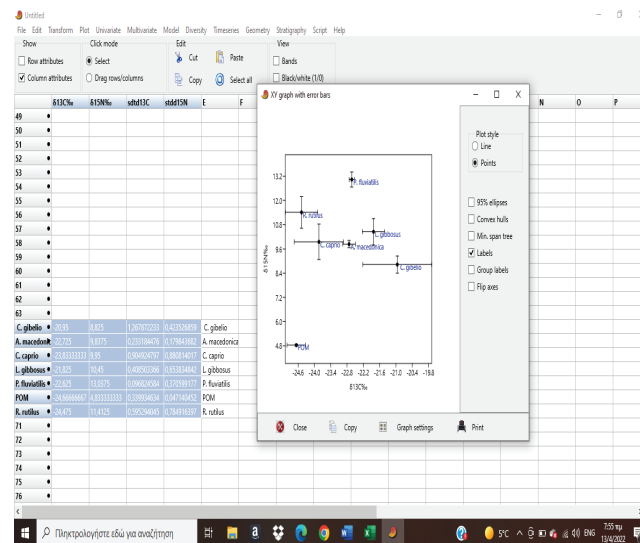 Untitled
File Edit Transform Plot Univariate Multivariate Model Diversity Timeseries Geometry Stratigraphy Script Help
Show Click mode Edit View
Row attributes Select Cut Paste Bands
Column attributes Drag rows/columns Copy Select all Black/white (1/0)
δ13C‰ δ15N‰ sdtd13C stdd15N E F N O P
49
50
51
52
53
54
55
56
57
58
59
60
61
62
63
C. gibelio -20,95 8,825 1,267872233 0,423526859 C. gibelio
A. macedonic -22,725 9,8375 0,233184476 0,179843682 A. macedonica
C. caprio -23,83333333 9,95 0,904924797 0,880814017 C. caprio
L. gibbosus -21,825 10,45 0,408503366 0,653834842 L. gibbosus
P. fluviatilis -22,625 13,0375 0,096824584 0,370599177 P. fluviatilis
POM -24,66666667 4,833333333 0,339934634 0,047140452 POM
R. rutilus -24,475 11,4125 0,595294045 0,784916397 R. rutilus
71
72
73
74
75
76
XY graph with error bars
Plot style
Line
Points
95% ellipses
Convex hulls
Min. span tree
Labels
Group labels
Flip axes
13.2
12.0
10.8
9.6
8.4
7.2
6.0
4.8
δ15N‰
P. fluviatilis
R. rutilus
L. gibbosus
C. caprio
A. macedonica
C. gibelio
POM
-24.6 -24.0 -23.4 -22.8 -22.2 -21.6 -21.0 -20.4 -19.8
δ13C‰
Close Copy Graph settings Print
Πληκτρολογήστε εδώ για αναζήτηση
5°C ENG
7:55 πμ
13/4/2022